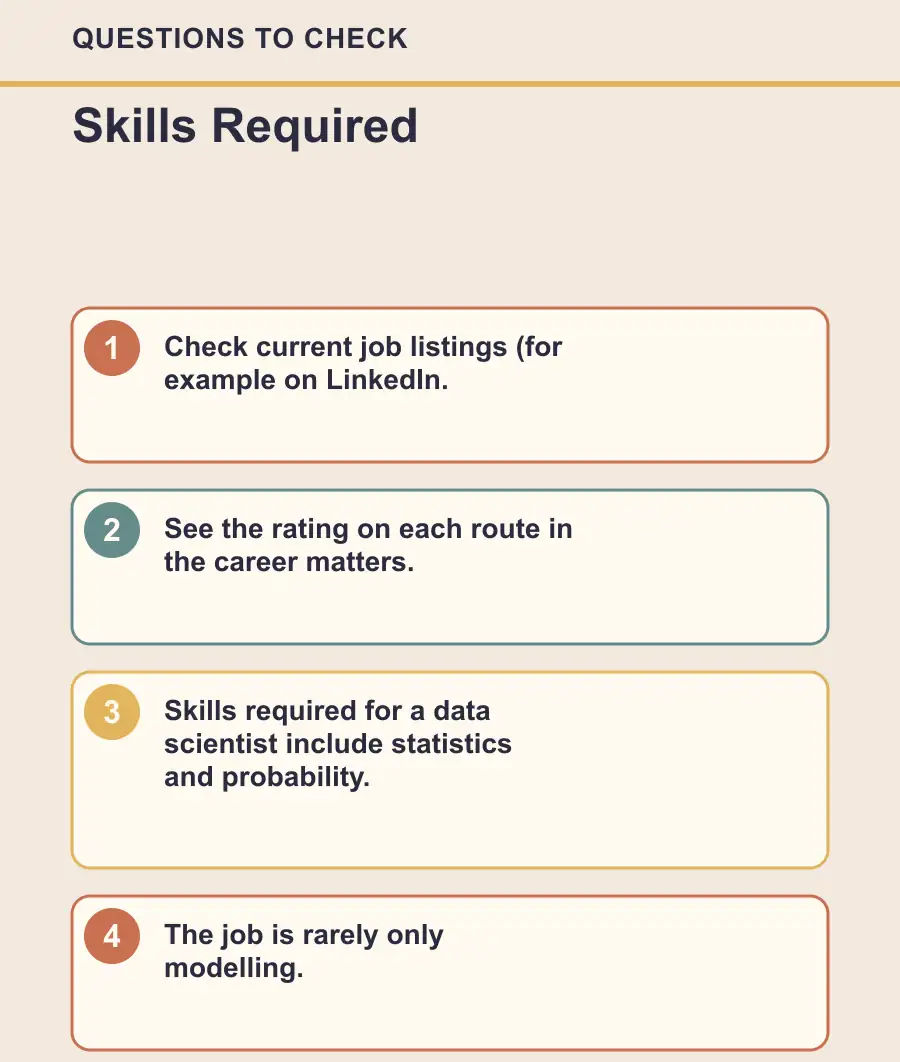 QUESTIONS TO CHECK
Skills Required
1
Check current job listings (for
example on LinkedIn.
2
See the rating on each route in
the career matters.
3
Skills required for a data
scientist include statistics
and probability.
4
The job is rarely only
modelling.